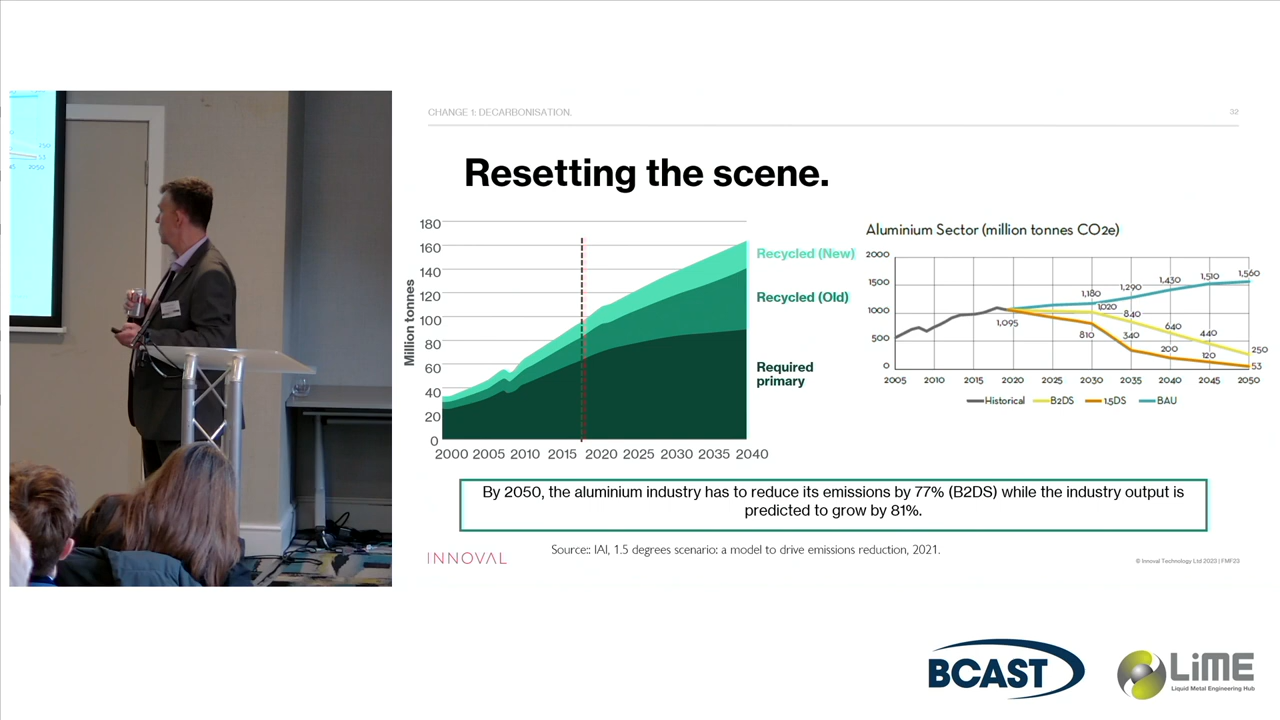 CHANGE 1: DECARBONISATION.
32
Resetting the scene.
180
160
140
120
100
80
60
40
20
0
Million tonnes
2000 2005 2010 2015 2020 2025 2030 2035 2040
Recycled (New)
Recycled (Old)
Required
primary
Aluminium Sector (million tonnes CO2e)
2000
1500
1000
500
0
1,095
1,180
1,290
1,430
1,510
1,560
1020
840
640
440
250
810
340
200
120
53
2005 2010 2015 2020 2025 2030 2035 2040 2045 2050
Historical B2DS 1.5DS BAU
By 2050, the aluminium industry has to reduce its emissions by 77% (B2DS) while the industry output is
predicted to grow by 81%.
Source:: IAI, 1.5 degrees scenario: a model to drive emissions reduction, 2021.
INNOVAL
© Innoval Technology Ltd 2023 | FMF23
BCAST
LiME
Liquid Metal Engineering Hub